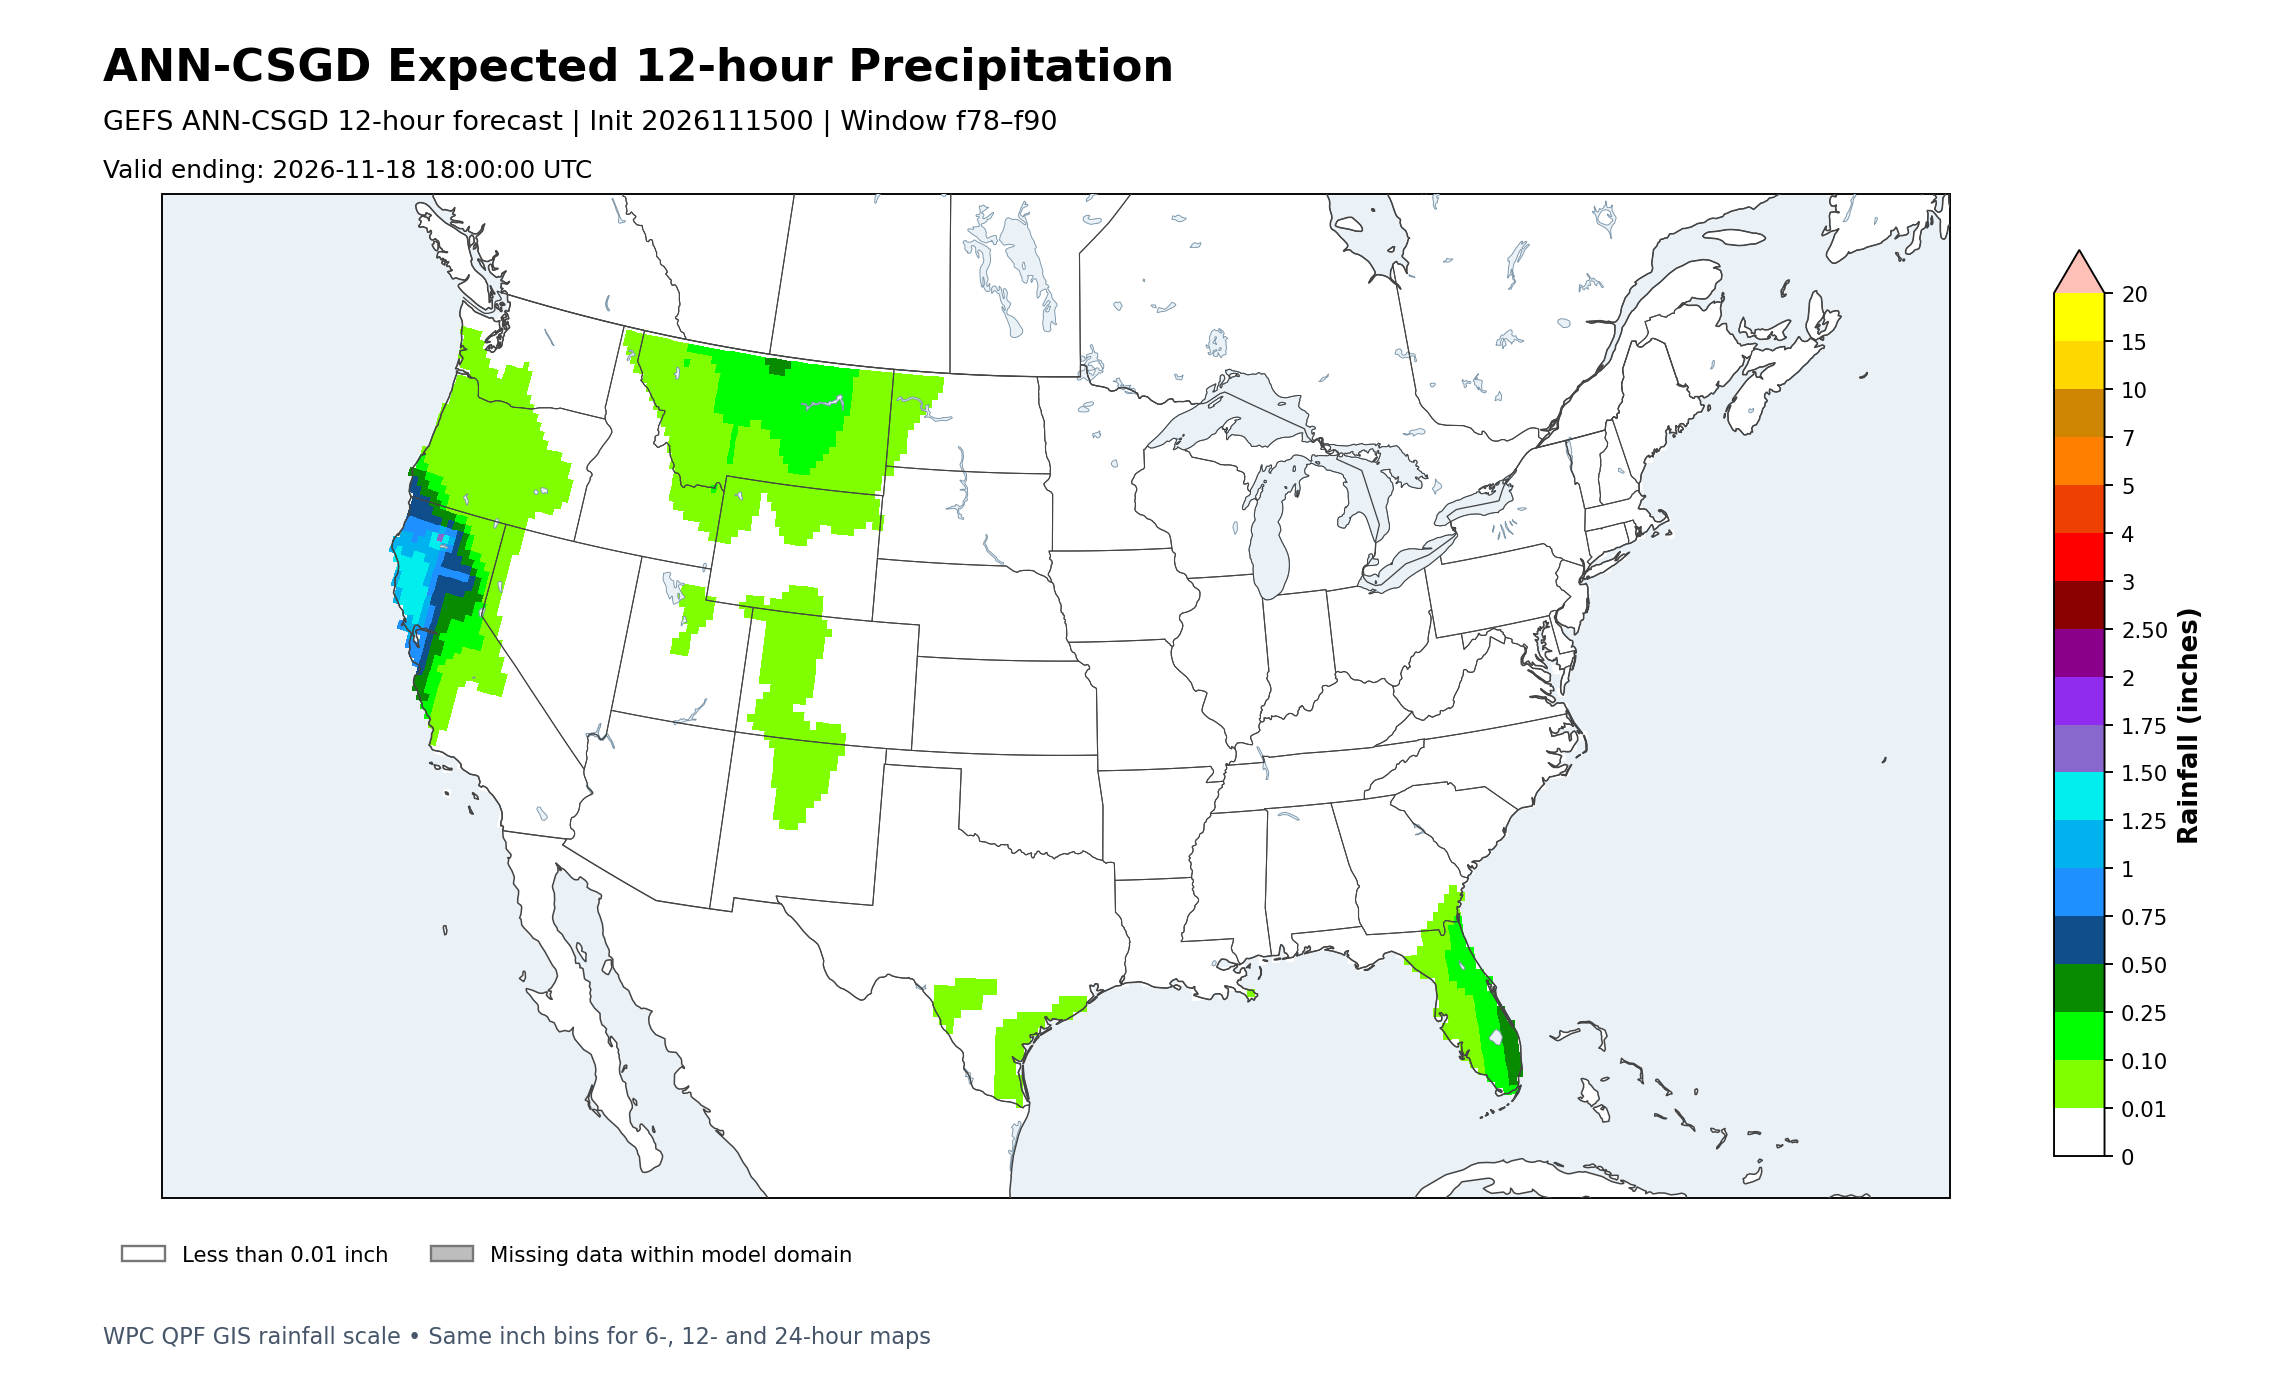 ANN-CSGD Expected 12-hour Precipitation
GEFS ANN-CSGD 12-hour forecast | Init 2026111500 | Window f78–f90
Valid ending: 2026-11-18 18:00:00 UTC
20
15
10
7
5
4
3
2.50
2
1.75
1.50
1.25
1
0.75
0.50
0.25
0.10
0.01
0
Rainfall (inches)
Less than 0.01 inch
Missing data within model domain
WPC QPF GIS rainfall scale • Same inch bins for 6-, 12- and 24-hour maps